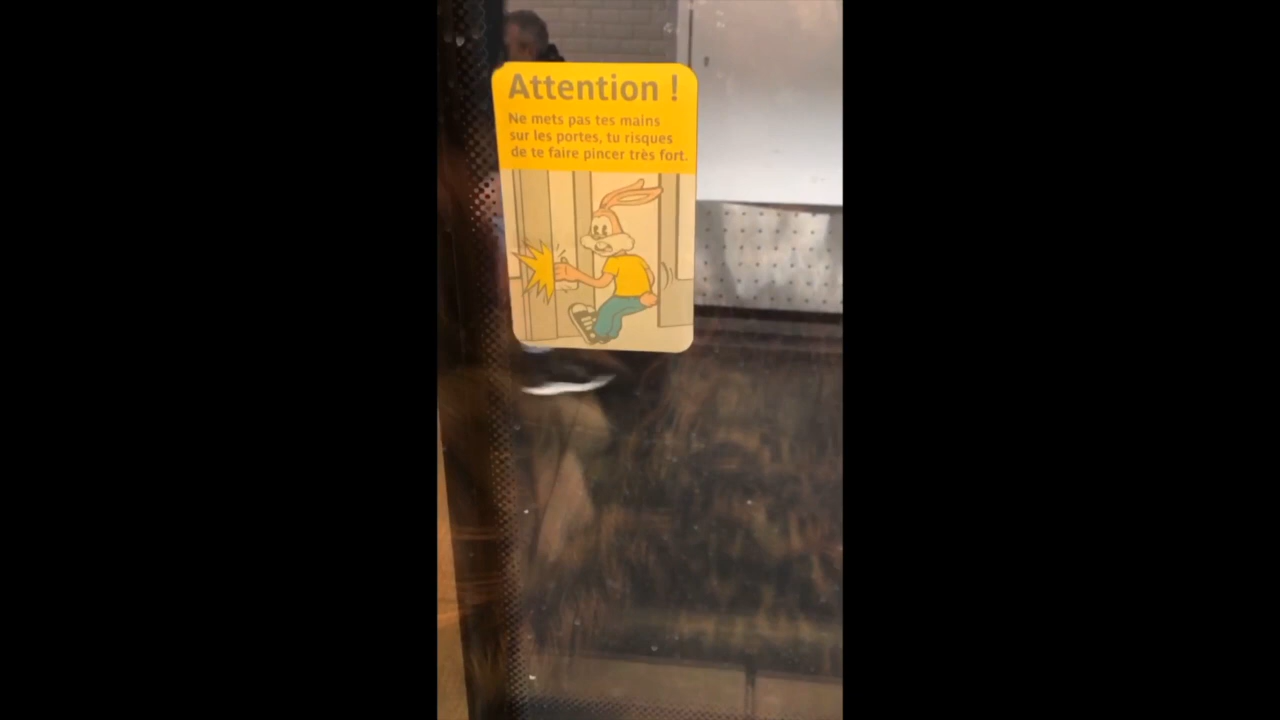 Attention !
Ne mets pas tes mains
sur les portes, tu risques
de te faire pincer très fort.